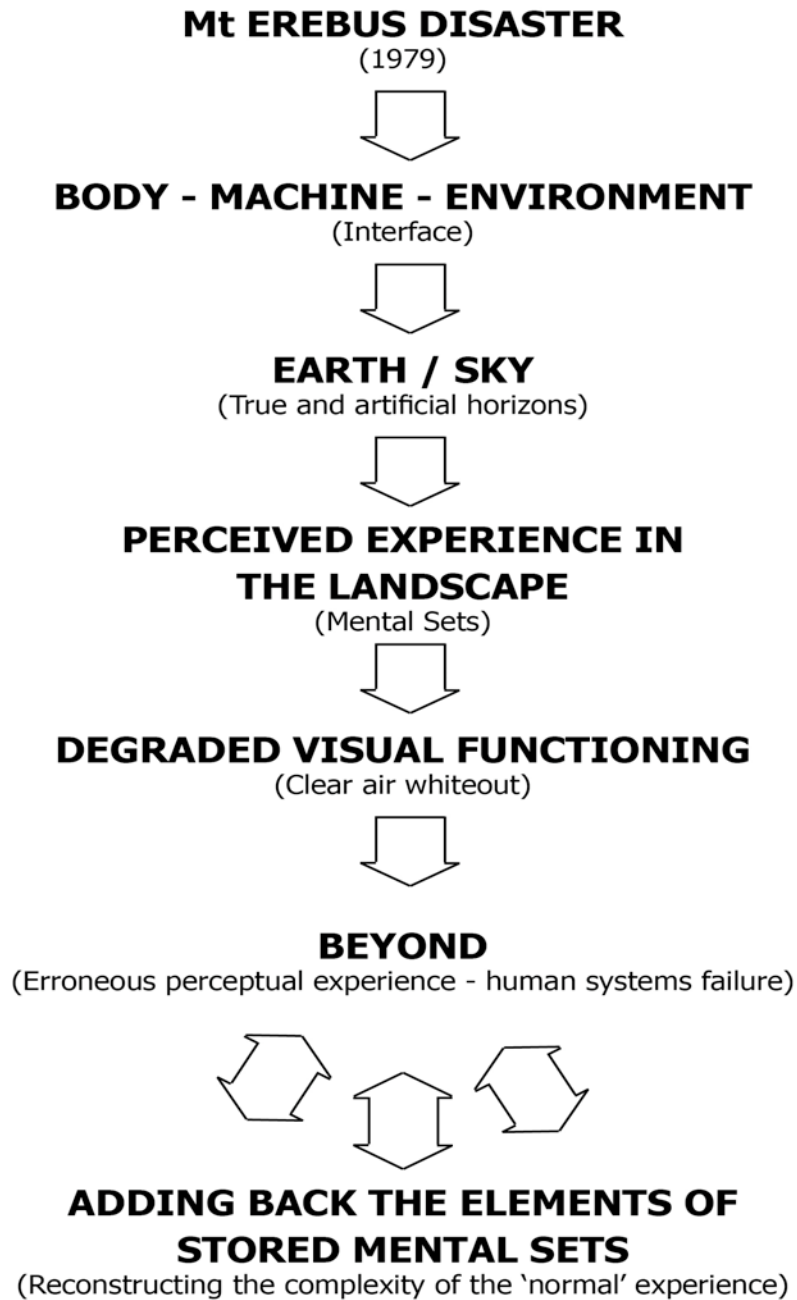 Mt EREBUS DISASTER
(1979)
BODY - MACHINE - ENVIRONMENT
(Interface)
EARTH / SKY
(True and artificial horizons)
PERCEIVED EXPERIENCE IN
THE LANDSCAPE
(Mental Sets)
DEGRADED VISUAL FUNCTIONING
(Clear air whiteout)
BEYOND
(Erroneous perceptual experience - human systems failure)
ADDING BACK THE ELEMENTS OF
STORED MENTAL SETS
(Reconstructing the complexity of the ‘normal’ experience)